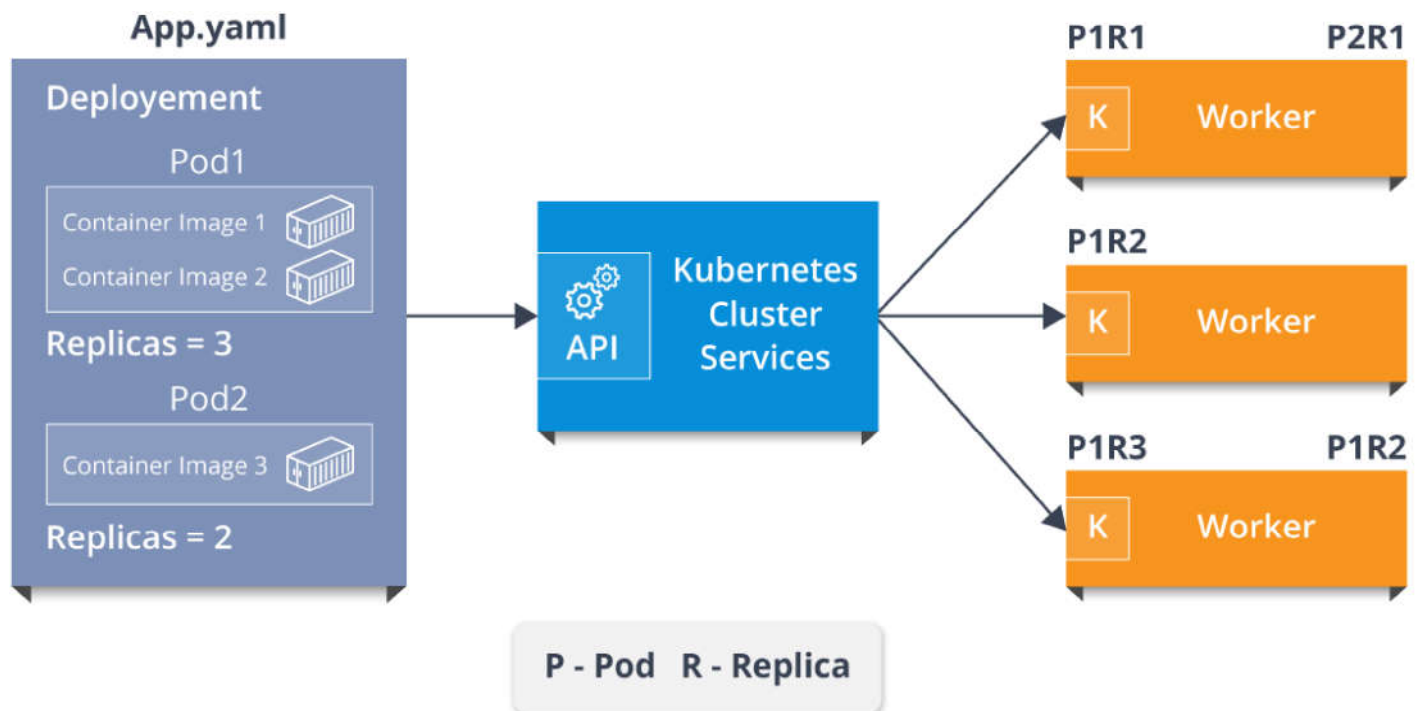 App.yaml
Deployement
Pod1
Container Image 1
Container Image 2
Replicas = 3
Pod2
Container Image 3
Replicas = 2
API
Kubernetes
Cluster
Services
P1R1 P2R1
K Worker
P1R2
K Worker
P1R3 P1R2
K Worker
P - Pod R - Replica